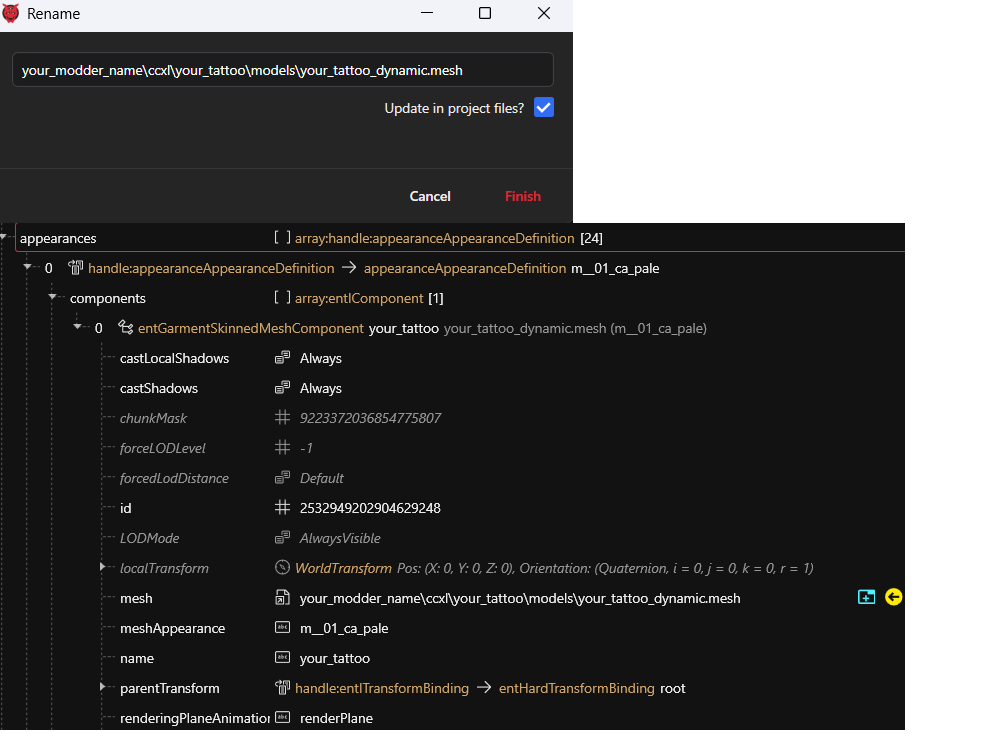 Rename
your_modder_name\ccxl\your_tattoo\models\your_tattoo_dynamic.mesh
Update in project files?
Cancel Finish
appearances [ ] array:handle:appearanceAppearanceDefinition [24]
0 handle:appearanceAppearanceDefinition → appearanceAppearanceDefinition m__01_ca_pale
components [ ] array:entIComponent [1]
0 entGarmentSkinnedMeshComponent your_tattoo your_tattoo_dynamic.mesh (m__01_ca_pale)
castLocalShadows Always
castShadows Always
chunkMask 9223372036854775807
forceLODLevel -1
forcedLodDistance Default
id 2532949202904629248
LODMode AlwaysVisible
localTransform WorldTransform Pos: (X: 0, Y: 0, Z: 0), Orientation: (Quaternion, i = 0, j = 0, k = 0, r = 1)
mesh your_modder_name\ccxl\your_tattoo\models\your_tattoo_dynamic.mesh
meshAppearance abc m__01_ca_pale
name abc your_tattoo
parentTransform handle:entITransformBinding → entHardTransformBinding root
renderingPlaneAnimation abc renderPlane